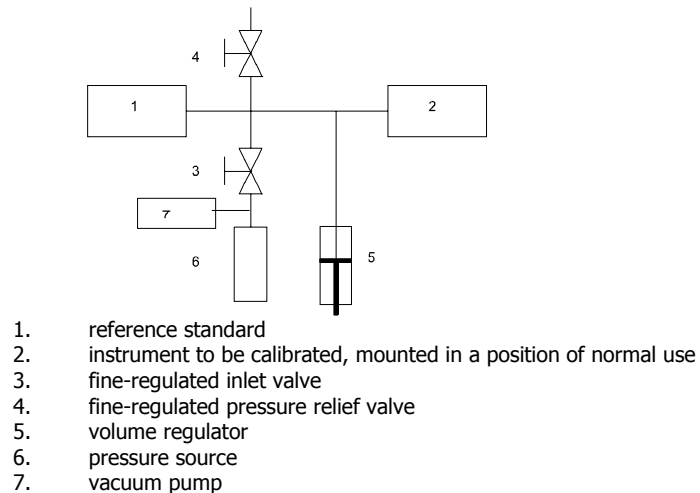 4
1
2
3
7
6
5
1. reference standard
2. instrument to be calibrated, mounted in a position of normal use
3. fine-regulated inlet valve
4. fine-regulated pressure relief valve
5. volume regulator
6. pressure source
7. vacuum pump